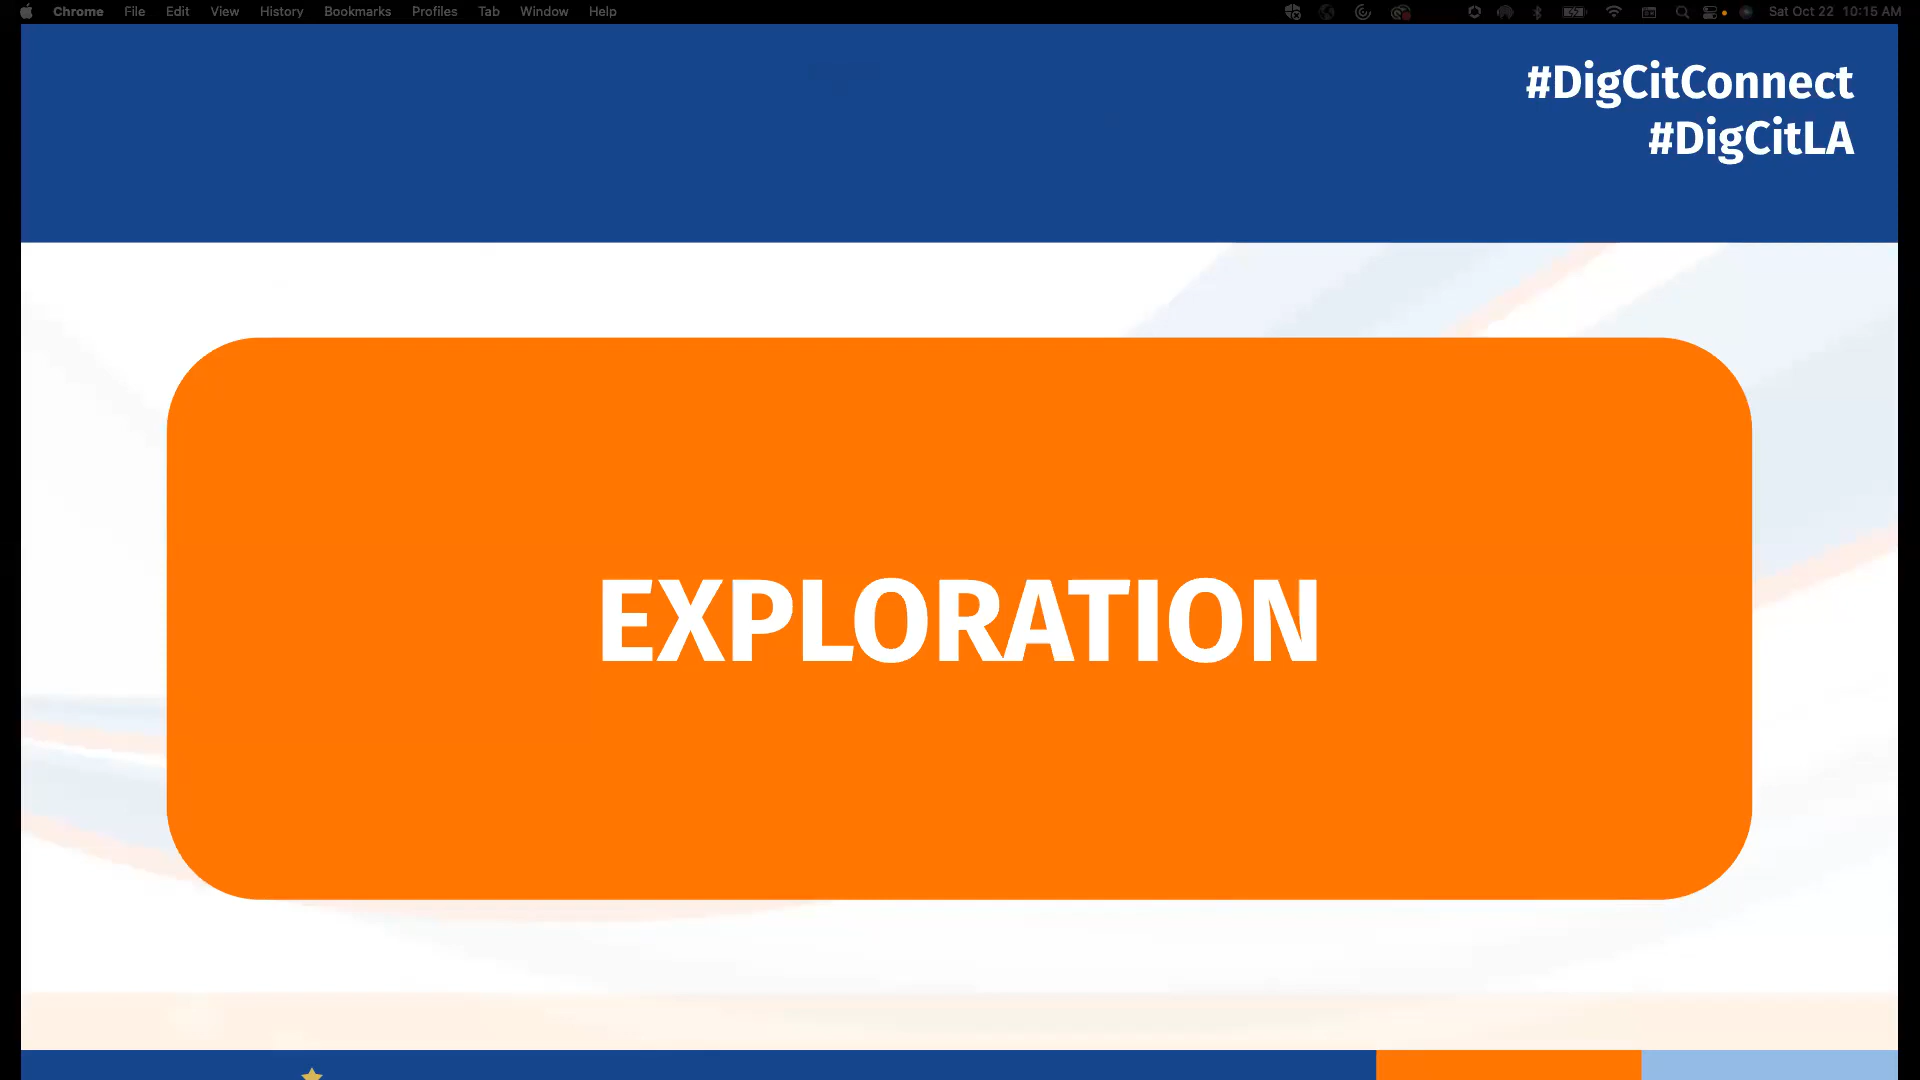 Chrome File Edit View History Bookmarks Profiles Tab Window Help Sat Oct 22 10:15 AM
#DigCitConnect
#DigCitLA
EXPLORATION